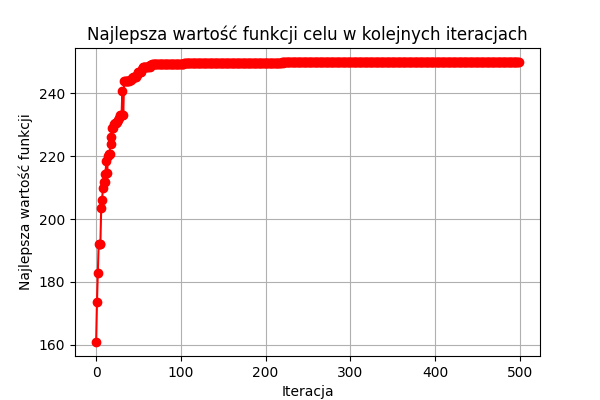 Najlepsza wartość funkcji celu w kolejnych iteracjach
Najlepsza wartość funkcji
240
220
200
180
160
0 100 200 300 400 500
Iteracja